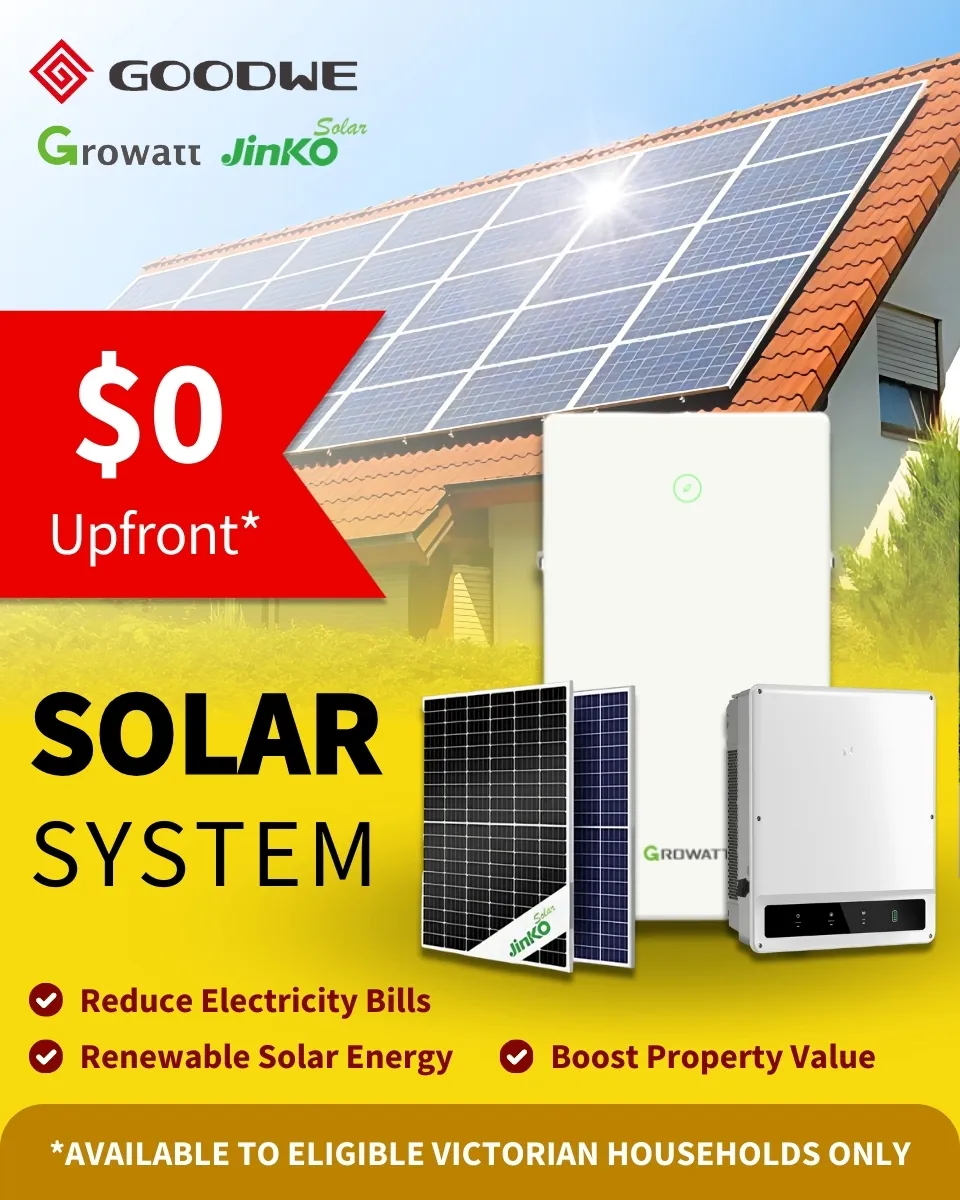 GOODWE
Growatt Jinko Solar
$0
Upfront*
SOLAR
SYSTEM
GROWATT
Jinko Solar
Reduce Electricity Bills
Renewable Solar Energy
Boost Property Value
*AVAILABLE TO ELIGIBLE VICTORIAN HOUSEHOLDS ONLY